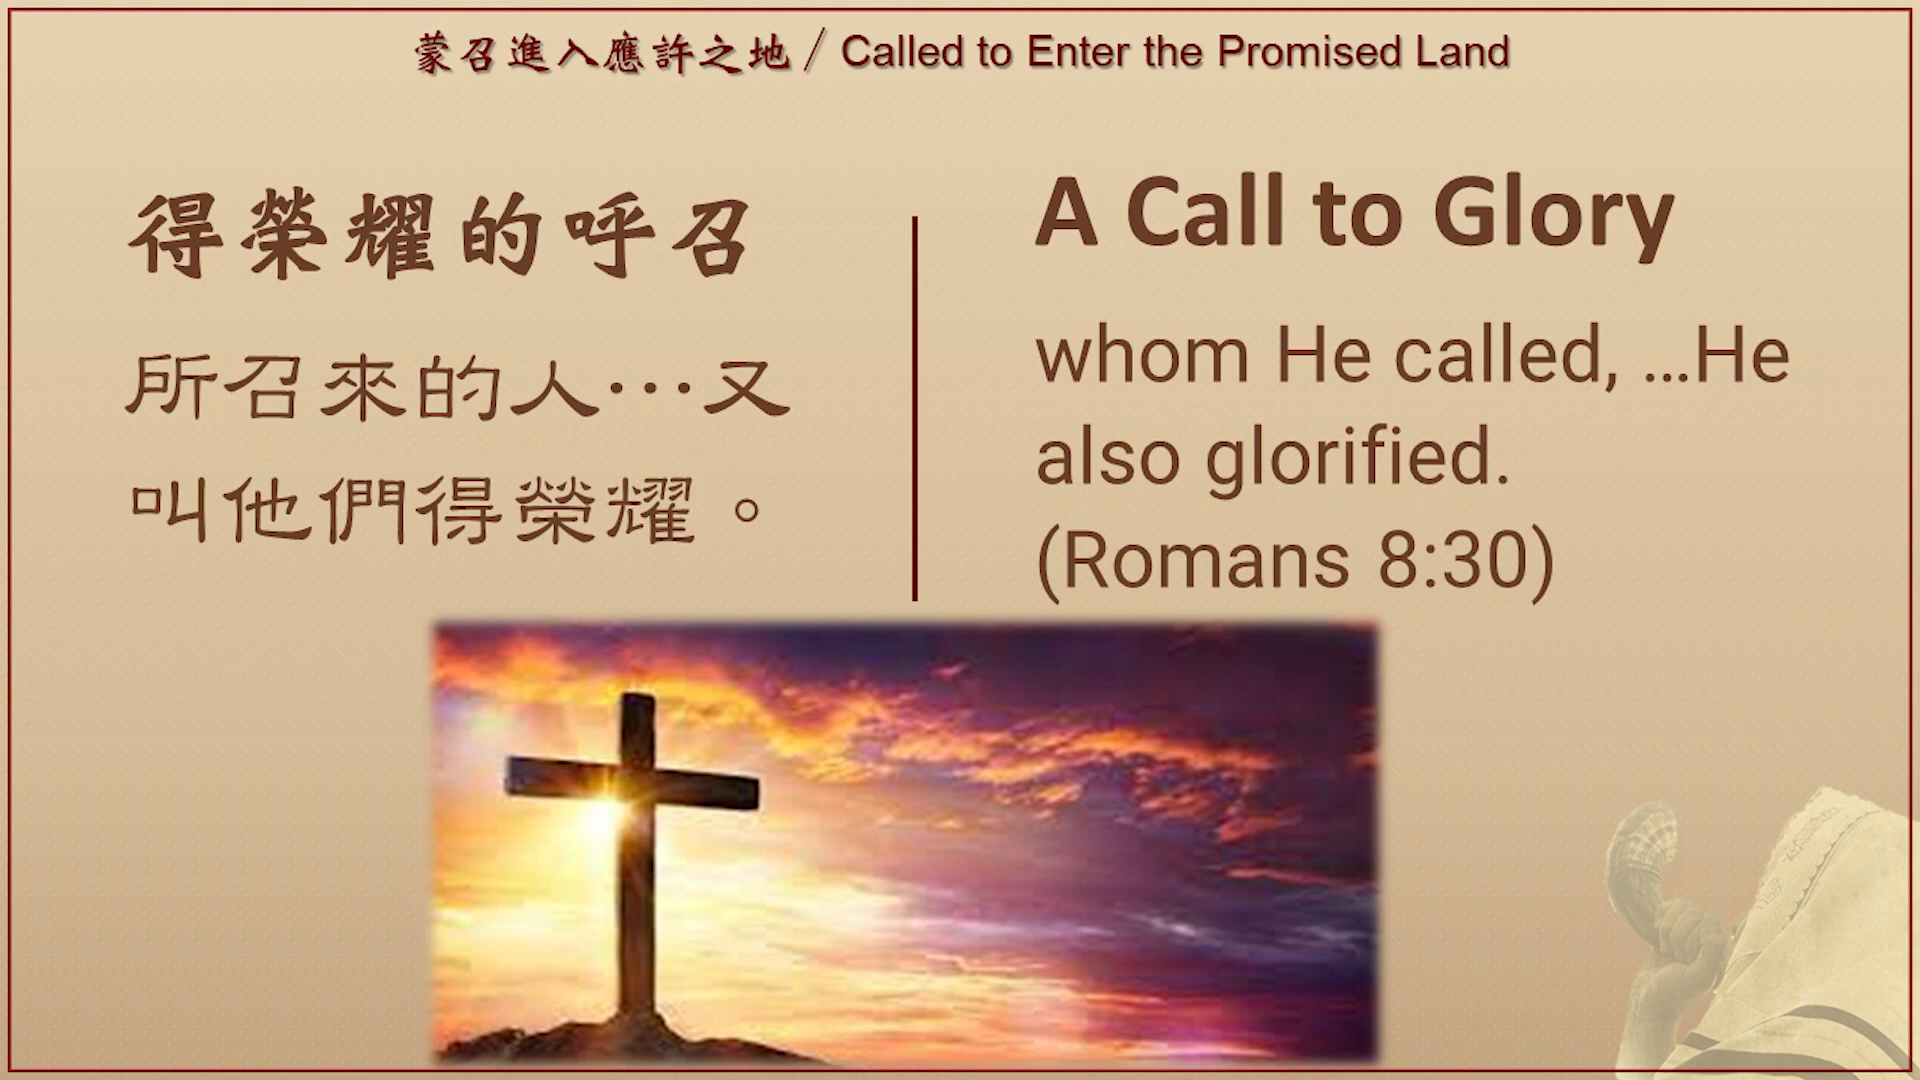 蒙召進入應許之地 / Called to Enter the Promised Land
得榮耀的呼召
所召來的人…又
叫他們得榮耀。
A Call to Glory
whom He called, …He
also glorified.
(Romans 8:30)